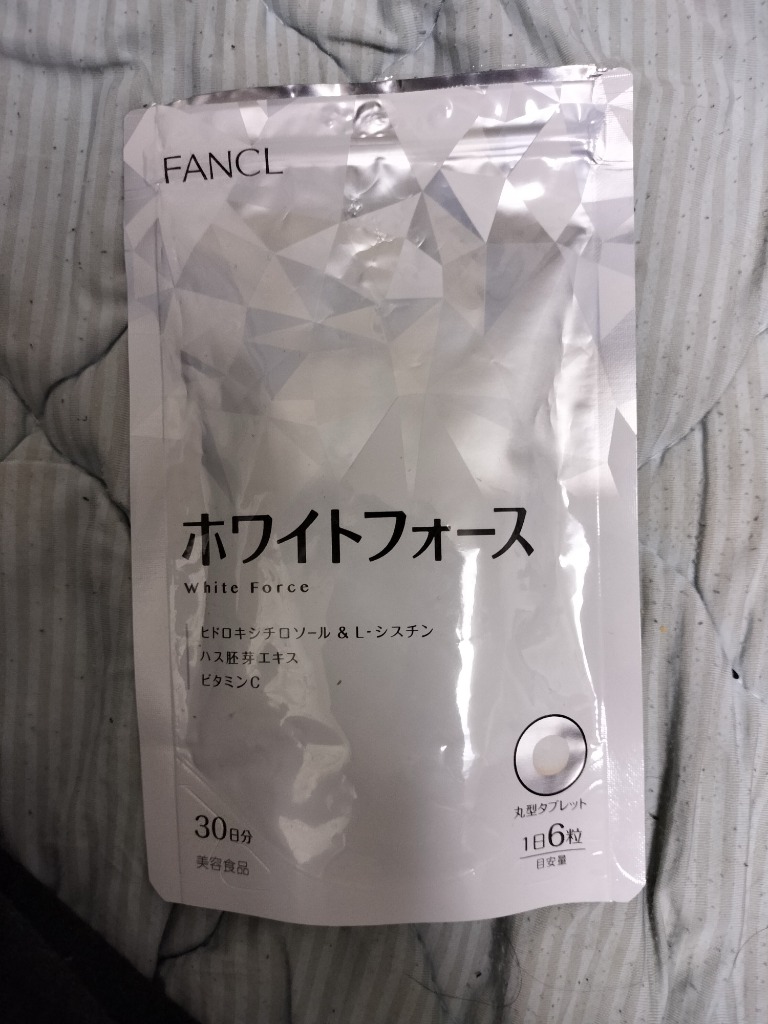 FANCL
ホワイトフォース
White Force
ヒドロキシチロソール & L-シスチン
ハス胚芽エキス
ビタミンC
丸型タブレット
30日分
1日6粒
美容食品
目安量